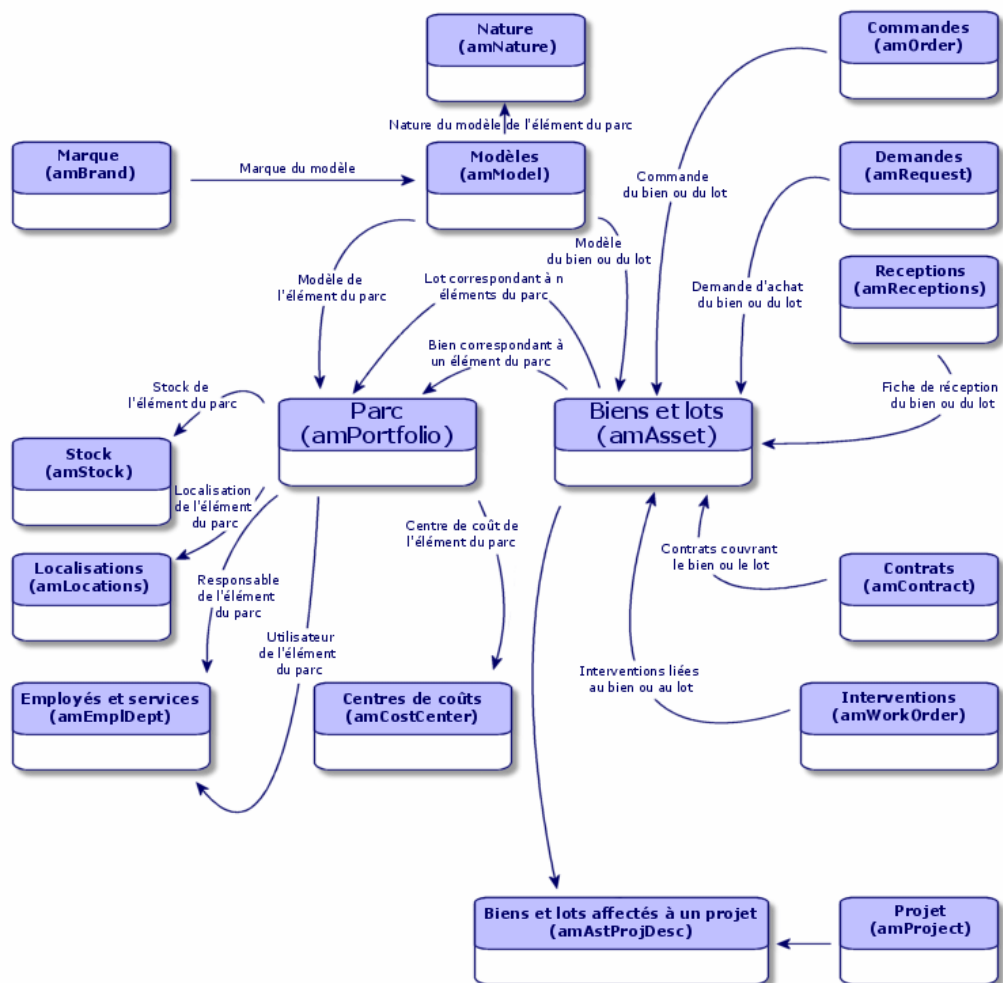 Nature
(amNature)
Commandes
(amOrder)
Nature du modèle de l'élément du parc
Marque
(amBrand)
Marque du modèle
Modèles
(amModel)
Commande
du bien ou du lot
Demandes
(amRequest)
Modèle de
l'élément du parc
Lot correspondant à n
éléments du parc
Modèle
du bien ou du lot
Demande d'achat
du bien ou du lot
Receptions
(amReceptions)
Bien correspondant à
un élément du parc
Stock de
l'élément du parc
Fiche de réception
du bien ou du lot
Parc
(amPortfolio)
Biens et lots
(amAsset)
Stock
(amStock)
Localisation
de l'élément
du parc
Centre de coût de
l'élément du parc
Contrats couvrant
le bien ou le lot
Localisations
(amLocations)
Responsable
de l'élément
du parc
Contrats
(amContract)
Utilisateur
de l'élément
du parc
Interventions liées
au bien ou au lot
Employés et services
(amEmplDept)
Centres de coûts
(amCostCenter)
Interventions
(amWorkOrder)
Biens et lots affectés à un projet
(amAstProjDesc)
Projet
(amProject)